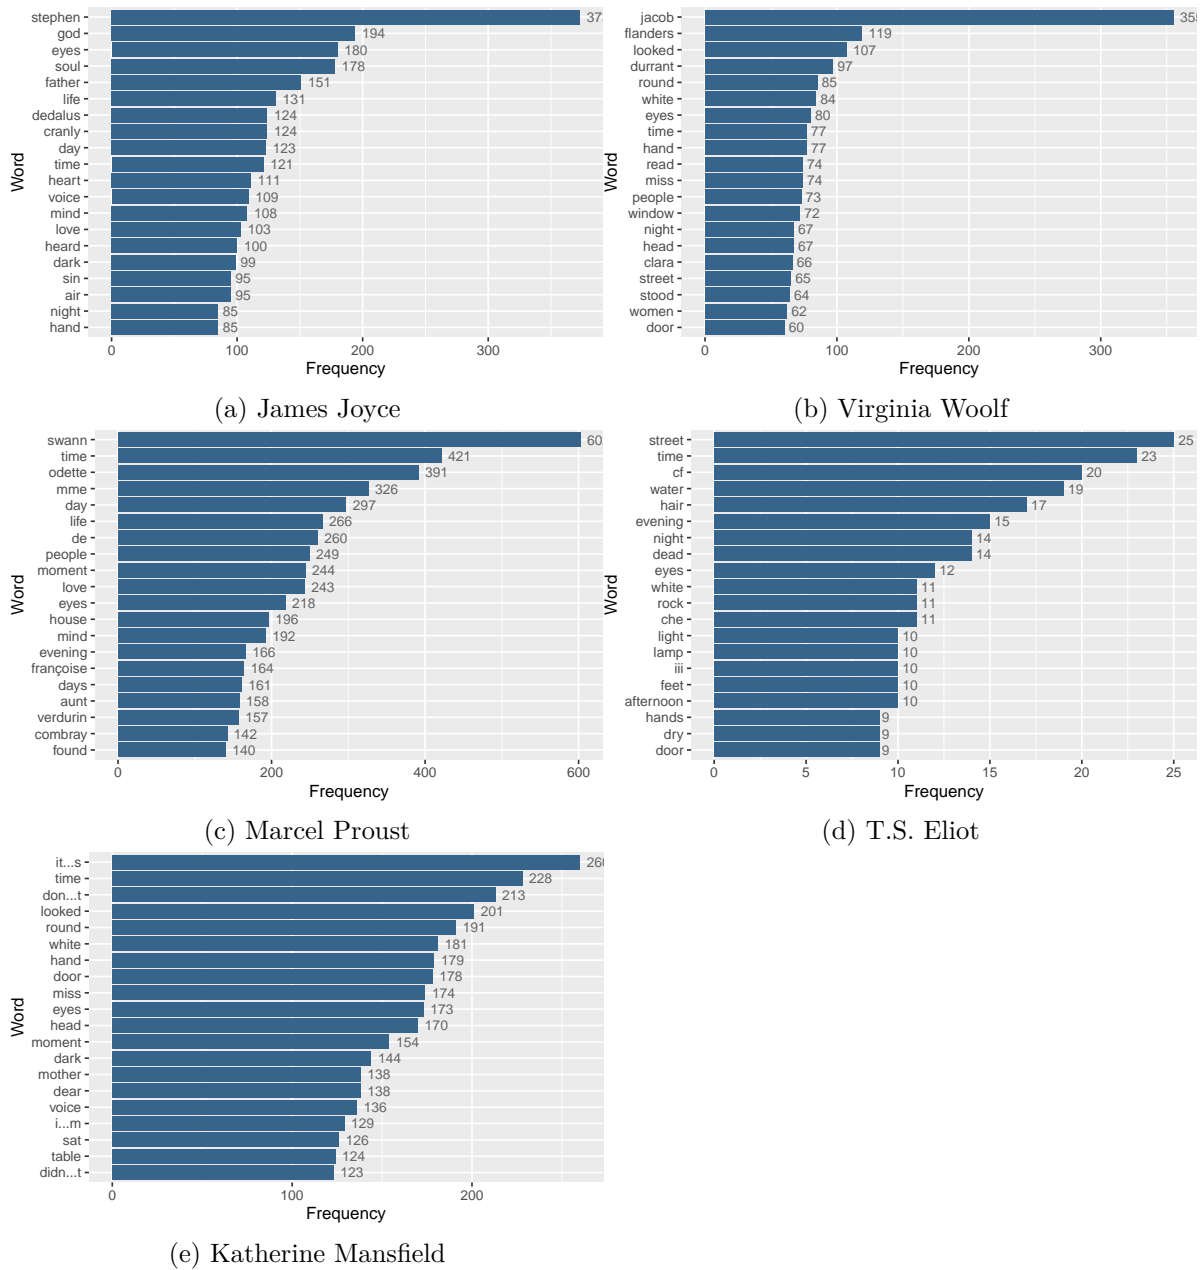 stephen
god 194
eyes 180
soul 178
father 151
life 131
dedalus 124
cranly 124
day 123
time 121
heart 111
voice 109
mind 108
love 103
heard 100
dark 99
sin 95
air 95
night 85
hand 85
Word
0 100 200 300
Frequency
(a) James Joyce
jacob 355
flanders 119
looked 107
durrant 97
round 85
white 84
eyes 80
time 77
hand 77
read 74
miss 74
people 73
window 72
night 67
head 67
clara 66
street 65
stood 64
women 62
door 60
Word
0 100 200 300
Frequency
(b) Virginia Woolf
swann 60
time 421
odette 391
mme 326
day 297
life 266
de 260
people 249
moment 244
love 243
eyes 218
house 196
mind 192
evening 166
françoise 164
days 161
aunt 158
verdurin 157
combray 142
found 140
Word
0 200 400 600
Frequency
(c) Marcel Proust
street 25
time 23
cf 20
water 19
hair 17
evening 15
night 14
dead 14
eyes 12
white 11
rock 11
che 11
light 10
lamp 10
iii 10
feet 10
afternoon 10
hands 9
dry 9
door 9
Word
0 5 10 15 20 25
Frequency
(d) T.S. Eliot
it...s 260
time 228
don...t 213
looked 201
round 191
white 181
hand 179
door 178
miss 174
eyes 173
head 170
moment 154
dark 144
mother 138
dear 138
voice 136
i...m 129
sat 126
table 124
didn...t 123
Word
0 100 200
Frequency
(e) Katherine Mansfield